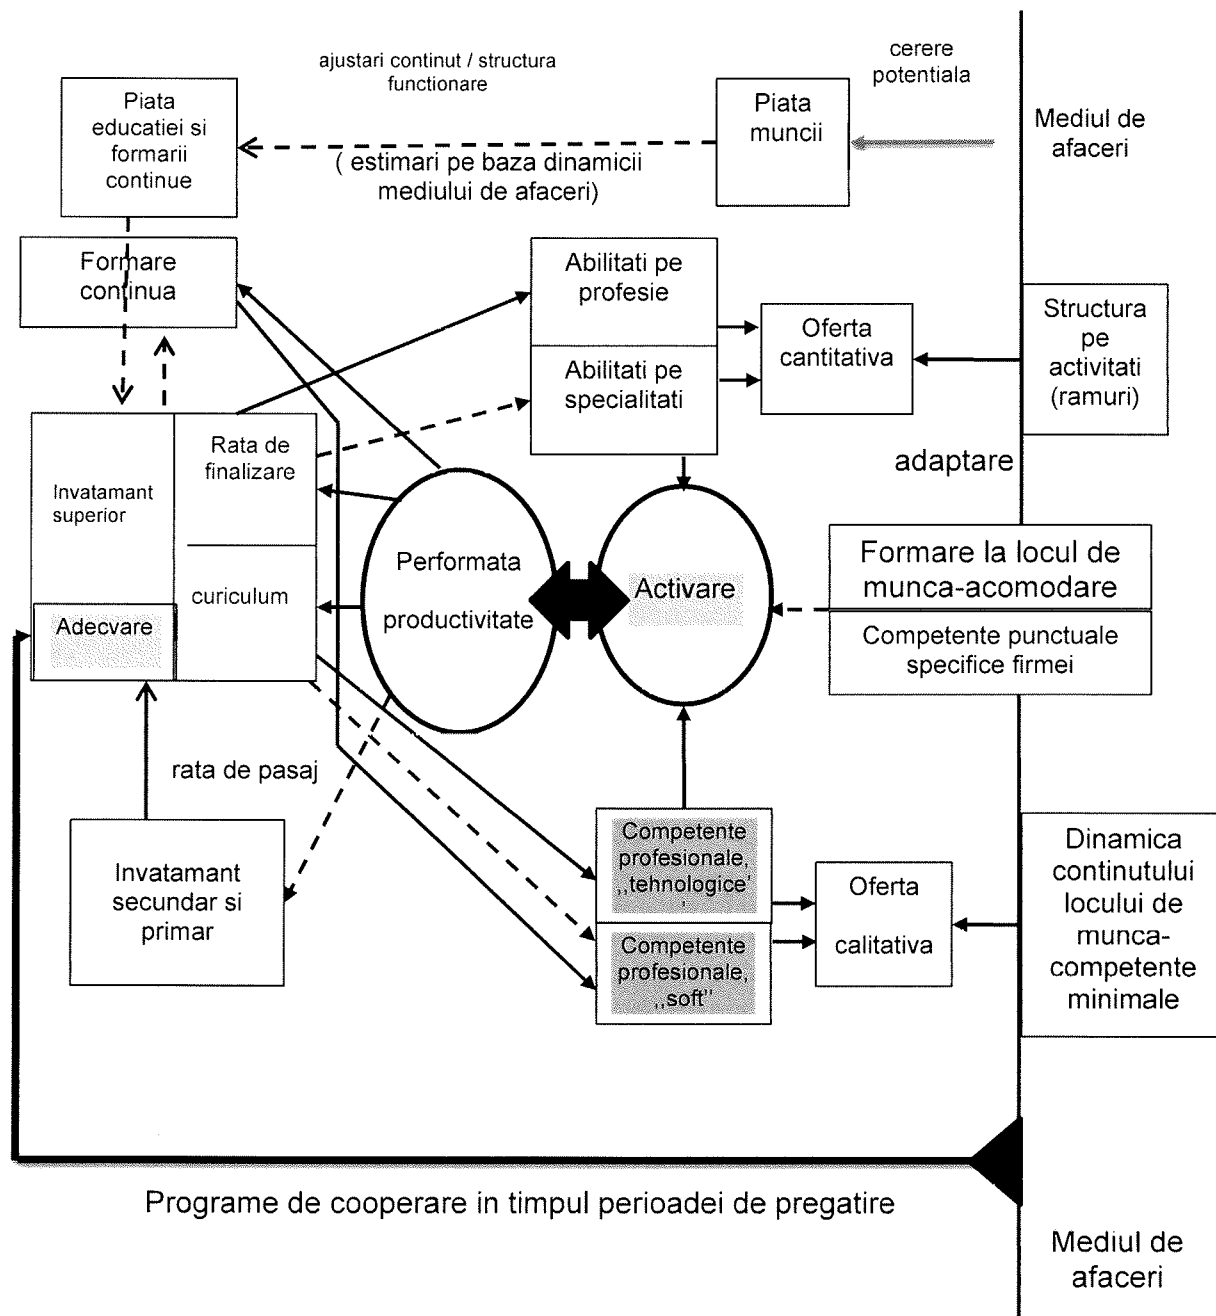 ajustari continut / structura
functionare
cerere
potentiala
Piata
educatiei si
formarii
continue
Piata
muncii
Mediul de
afaceri
( estimari pe baza dinamicii
mediului de afaceri)
Formare
continua
Abilitati pe
profesie
Abilitati pe
specialitati
Oferta
cantitativa
Structura
pe
activitati
(ramuri)
adaptare
Rata de
finalizare
Invatamant
superior
curiculum
Adecvare
Performata
productivitate
Activare
Formare la locul de
munca-acomodare
Competente punctuale
specifice firmei
rata de pasaj
Invatamant
secundar si
primar
Competente
profesionale,
,,tehnologice'
'
Competente
profesionale,
,,soft''
Oferta
calitativa
Dinamica
continutului
locului de
munca-
competente
minimale
Programe de cooperare in timpul perioadei de pregatire
Mediul de
afaceri